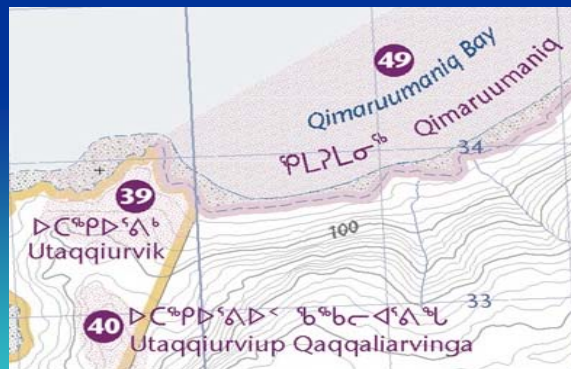 49
Qimaruumaniq Bay
ᕿᒪᕈᒪᓂᖅ Qimaruumaniq
34
39
ᐅᑕᖅᑭᐅᕐᕕᒃ
Utaqqiurvik
100
33
40 ᐅᑕᖅᑭᐅᕐᕕᐅᑉ ᖃᖅᑲᓕᐊᕐᕕᖓ
Utaqqiurviup Qaqqaliarvinga